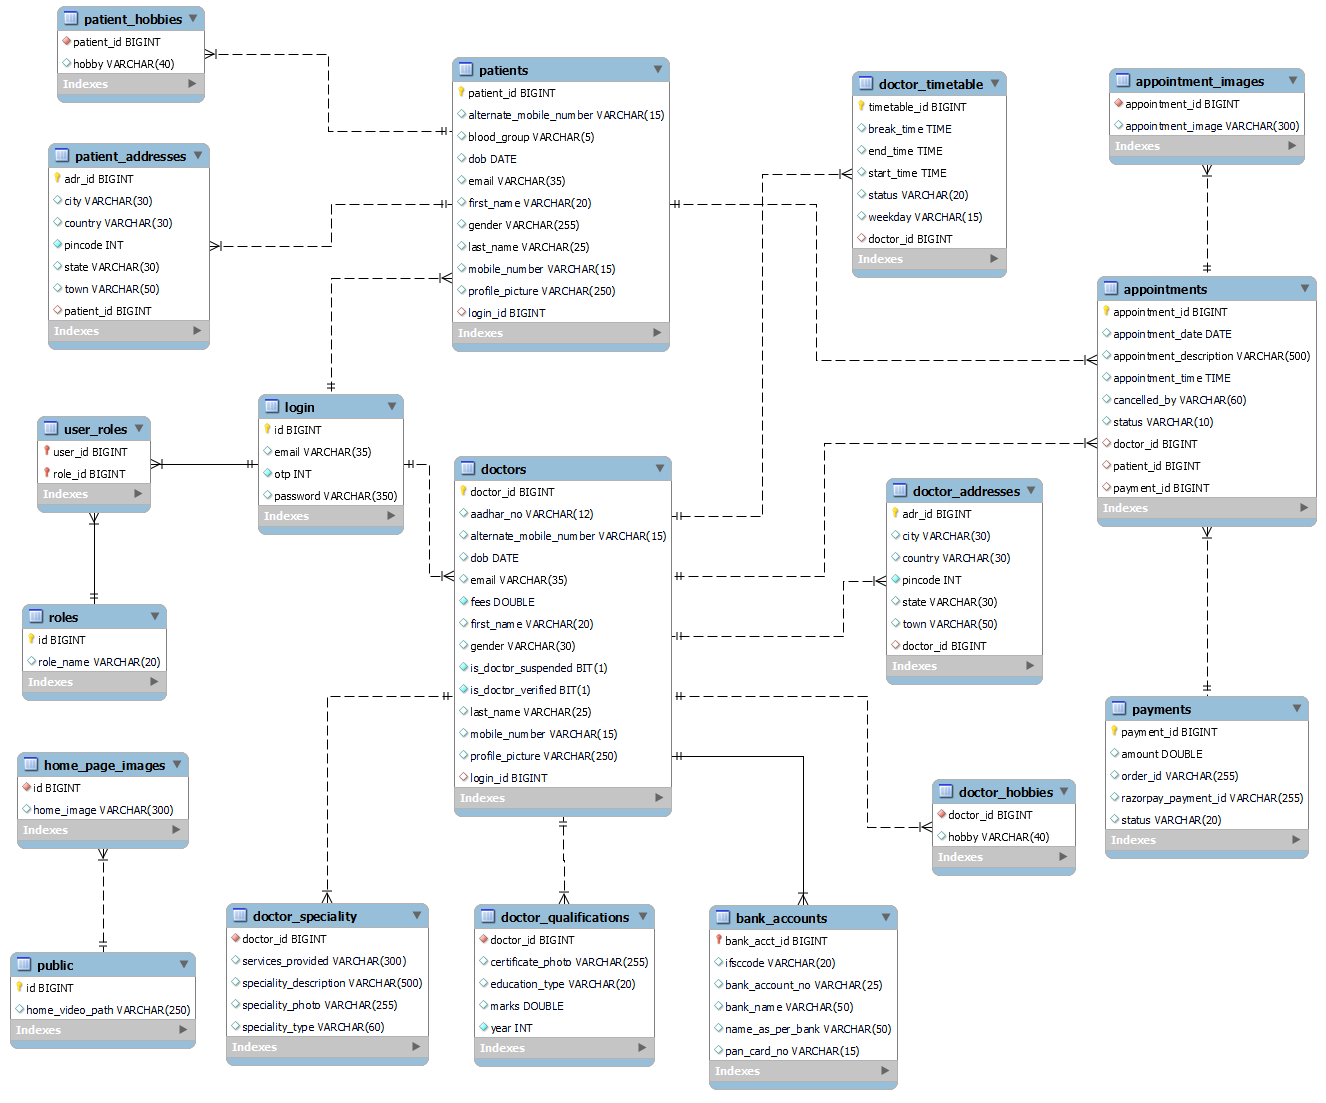 patient_hobbies
patient_id BIGINT
hobby VARCHAR(40)
Indexes
patient_addresses
adr_id BIGINT
city VARCHAR(30)
country VARCHAR(30)
pincode INT
state VARCHAR(30)
town VARCHAR(50)
patient_id BIGINT
Indexes
patients
patient_id BIGINT
alternate_mobile_number VARCHAR(15)
blood_group VARCHAR(5)
dob DATE
email VARCHAR(35)
first_name VARCHAR(20)
gender VARCHAR(255)
last_name VARCHAR(25)
mobile_number VARCHAR(15)
profile_picture VARCHAR(250)
login_id BIGINT
Indexes
doctor_timetable
timetable_id BIGINT
break_time TIME
end_time TIME
start_time TIME
status VARCHAR(20)
weekday VARCHAR(15)
doctor_id BIGINT
Indexes
appointment_images
appointment_id BIGINT
appointment_image VARCHAR(300)
Indexes
appointments
appointment_id BIGINT
appointment_date DATE
appointment_description VARCHAR(500)
appointment_time TIME
cancelled_by VARCHAR(60)
status VARCHAR(10)
doctor_id BIGINT
patient_id BIGINT
payment_id BIGINT
Indexes
user_roles
user_id BIGINT
role_id BIGINT
Indexes
login
id BIGINT
email VARCHAR(35)
otp INT
password VARCHAR(350)
Indexes
doctors
doctor_id BIGINT
aadhar_no VARCHAR(12)
alternate_mobile_number VARCHAR(15)
dob DATE
email VARCHAR(35)
fees DOUBLE
first_name VARCHAR(20)
gender VARCHAR(30)
is_doctor_suspended BIT(1)
is_doctor_verified BIT(1)
last_name VARCHAR(25)
mobile_number VARCHAR(15)
profile_picture VARCHAR(250)
login_id BIGINT
Indexes
doctor_addresses
adr_id BIGINT
city VARCHAR(30)
country VARCHAR(30)
pincode INT
state VARCHAR(30)
town VARCHAR(50)
doctor_id BIGINT
Indexes
roles
id BIGINT
role_name VARCHAR(20)
Indexes
payments
payment_id BIGINT
amount DOUBLE
order_id VARCHAR(255)
razorpay_payment_id VARCHAR(255)
status VARCHAR(20)
Indexes
home_page_images
id BIGINT
home_image VARCHAR(300)
Indexes
doctor_hobbies
doctor_id BIGINT
hobby VARCHAR(40)
Indexes
public
id BIGINT
home_video_path VARCHAR(250)
Indexes
doctor_speciality
doctor_id BIGINT
services_provided VARCHAR(300)
speciality_description VARCHAR(500)
speciality_photo VARCHAR(255)
speciality_type VARCHAR(60)
Indexes
doctor_qualifications
doctor_id BIGINT
certificate_photo VARCHAR(255)
education_type VARCHAR(20)
marks DOUBLE
year INT
Indexes
bank_accounts
bank_acct_id BIGINT
ifsccode VARCHAR(20)
bank_account_no VARCHAR(25)
bank_name VARCHAR(50)
name_as_per_bank VARCHAR(50)
pan_card_no VARCHAR(15)
Indexes